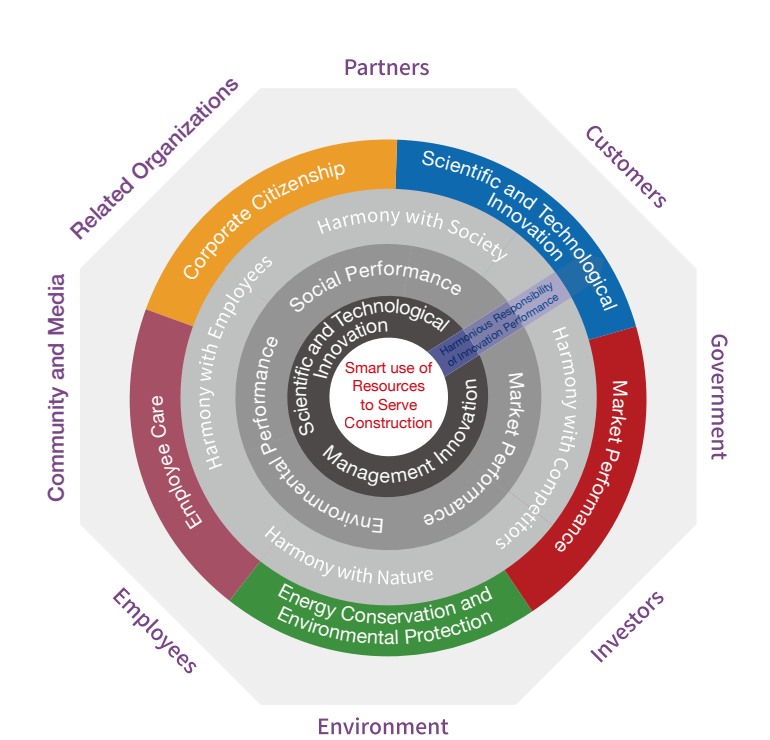 Partners
Customers
Government
Investors
Environment
Employees
Community and Media
Related Organizations
Scientific and Technological
Innovation
Market Performance
Energy Conservation and
Environmental Protection
Employee Care
Corporate Citizenship
Harmony with Society
Harmony with Competitors
Harmony with Nature
Harmony with Employees
Social Performance
Market Performance
Environmental Performance
Scientific and Technological
Innovation
Management Innovation
Harmonious Responsibility
of Innovation Performance
Smart use of
Resources
to Serve
Construction